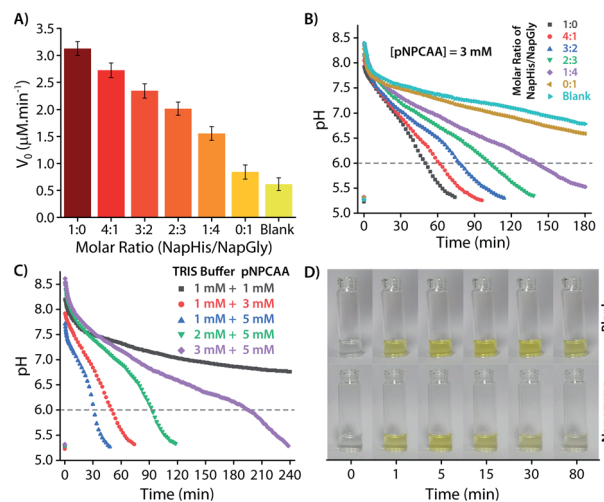 A)
V0 (μM.min-1)
3.5
3.0
2.5
2.0
1.5
1.0
0.5
0.0
1:0 4:1 3:2 2:3 1:4 0:1 Blank
Molar Ratio (NapHis/NapGly)
B)
[pNPCAA] = 3 mM
Molar Ratio of
NapHis/NapGly
1:0
4:1
3:2
2:3
1:4
0:1
Blank
pH
8.5
8.0
7.5
7.0
6.5
6.0
5.5
5.0
0 30 60 90 120 150 180
Time (min)
C)
TRIS Buffer pNPCAA
1 mM + 1 mM
1 mM + 3 mM
1 mM + 5 mM
2 mM + 5 mM
3 mM + 5 mM
pH
8.5
8.0
7.5
7.0
6.5
6.0
5.5
5.0
0 30 60 90 120 150 180 210 240
Time (min)
D)
0 1 5 15 30 80
Time (min)